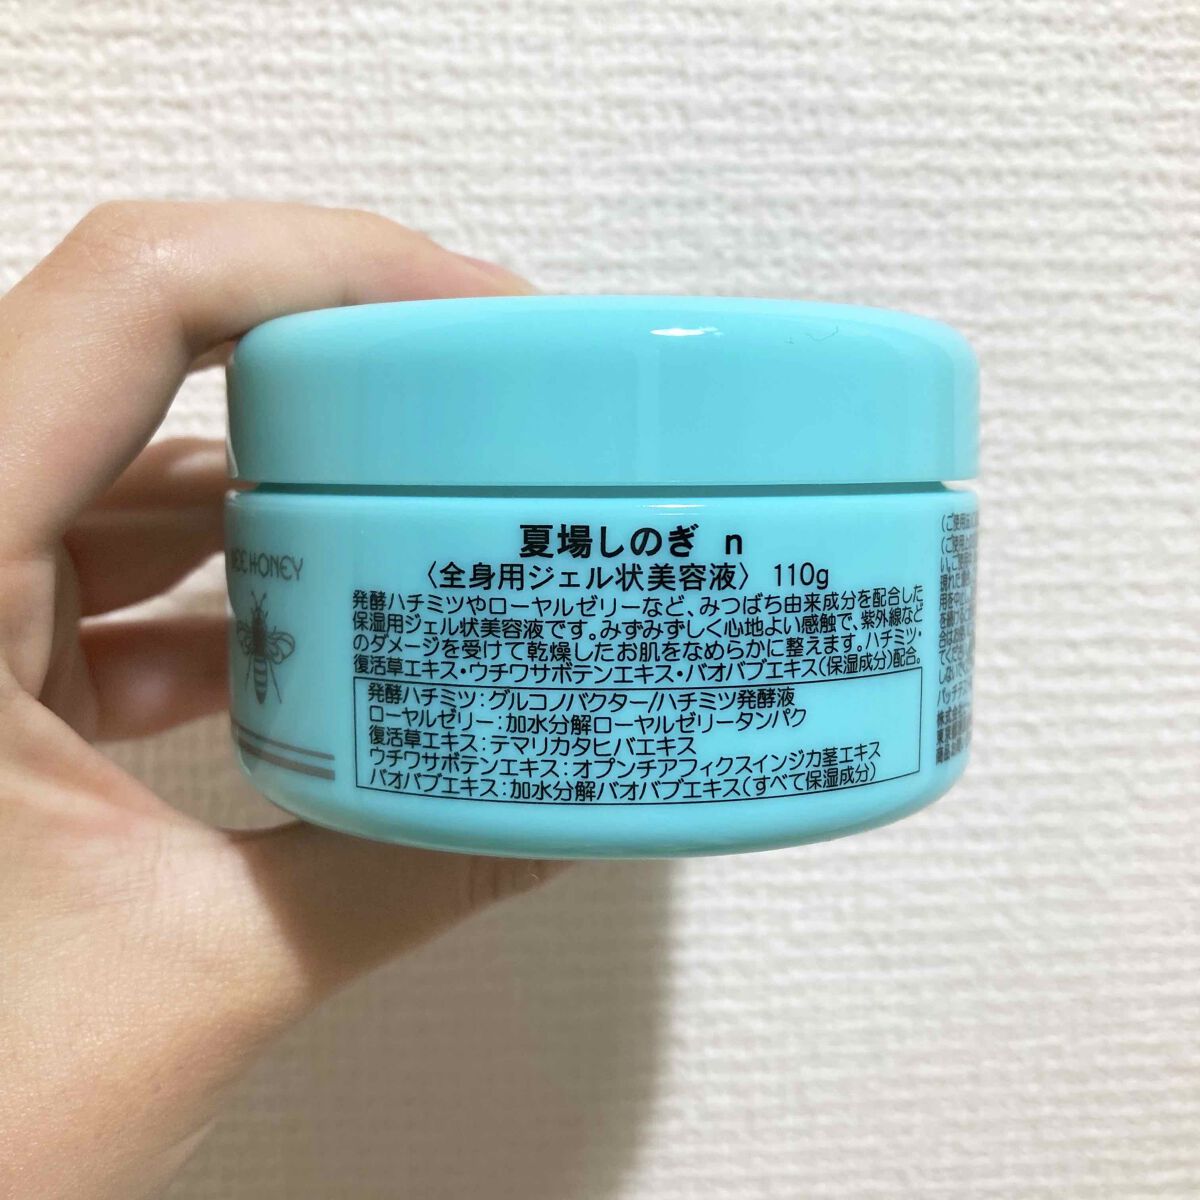 HONEY
夏場しのぎ n
〈全身用ジェル状美容液〉 110g
発酵ハチミツやローヤルゼリーなど、みつばち由来成分を配合した
保湿用ジェル状美容液です。みずみずしく心地よい感触で、紫外線など
のダメージを受けて乾燥したお肌をなめらかに整えます。ハチミツ・
復活草エキス・ウチワサボテンエキス・バオバブエキス(保湿成分)配合。
発酵ハチミツ:グルコノバクター//ハチミツ発酵液
ローヤルゼリー:加水分解ローヤルゼリータンパク
復活草エキス:テマリカタヒバエキス
ウチワサボテンエキス:オプンチアフィクスインジカ茎エキス
バオバブエキス:加水分解バオバブエキス(すべて保湿成分)